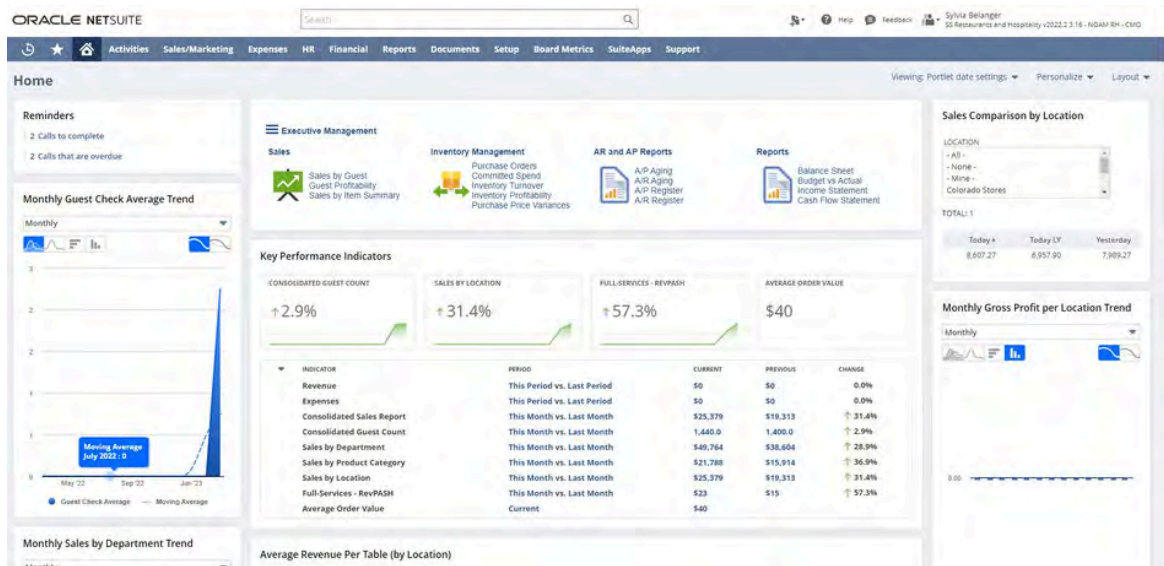 ORACLE NETSUITE
Search
Help
Feedback
Sylvia Belanger
SS Restaurants and Hospitality v2022.2.3.16 - NOAM RH - CMG
Activities Sales/Marketing Expenses HR Financial Reports Documents Setup Board Metrics SuiteApps Support
Home
Viewing: Portlet date settings Personalize Layout
Reminders
2 Calls to complete
2 Calls that are overdue
Monthly Guest Check Average Trend
Monthly
3
2
2
1
1
0
Moving Average
July 2022 : 0
May '22 Sep '22 Jan '23
Guest Check Average Moving Average
Monthly Sales by Department Trend
Executive Management
Sales
Sales by Guest
Guest Profitability
Sales by Item Summary
Inventory Management
Purchase Orders
Committed Spend
Inventory Turnover
Inventory Profitability
Purchase Price Variances
AR and AP Reports
A/P Aging
A/R Aging
A/P Register
A/R Register
Reports
Balance Sheet
Budget vs Actual
Income Statement
Cash Flow Statement
Key Performance Indicators
CONSOLIDATED GUEST COUNT SALES BY LOCATION FULL-SERVICES - REVPASH AVERAGE ORDER VALUE
2.9% 31.4% 57.3% $40
INDICATOR PERIOD CURRENT PREVIOUS CHANGE
Revenue This Period vs. Last Period $0 $0 0.0%
Expenses This Period vs. Last Period $0 $0 0.0%
Consolidated Sales Report This Month vs. Last Month $25,379 $19,313 31.4%
Consolidated Guest Count This Month vs. Last Month 1,440.0 1,400.0 2.9%
Sales by Department This Month vs. Last Month $49,764 $38,604 28.9%
Sales by Product Category This Month vs. Last Month $21,788 $15,914 36.9%
Sales by Location This Month vs. Last Month $25,379 $19,313 31.4%
Full-Services - RevPASH This Month vs. Last Month $23 $15 57.3%
Average Order Value Current $40
Average Revenue Per Table (by Location)
Sales Comparison by Location
LOCATION
- All -
- None -
- Mine -
Colorado Stores
TOTAL: 1
Today Today LY Yesterday
8,607.27 6,957.90 7,909.27
Monthly Gross Profit per Location Trend
Monthly
0.00